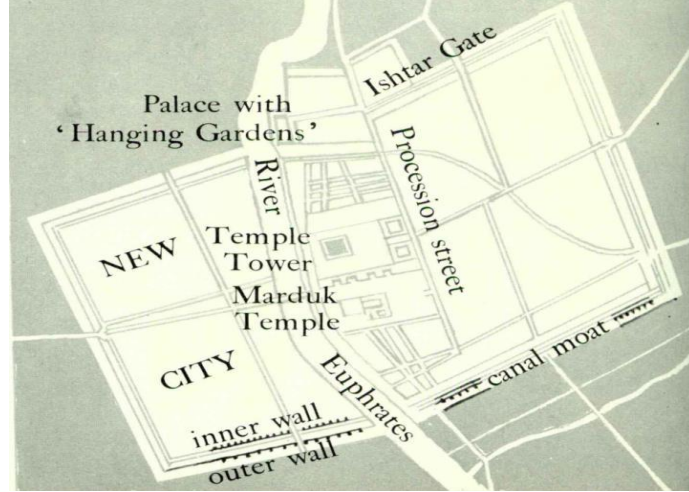 Ishtar Gate
Palace with
‘Hanging Gardens’
River
Procession street
NEW
Temple
Tower
Marduk
Temple
CITY
Euphrates
canal moat
inner wall
outer wall